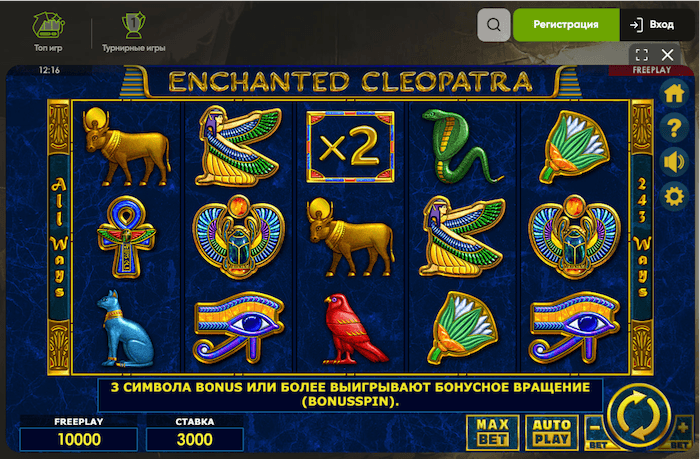 Топ игр
Турнирные игры
Регистрация
Вход
12:16
FREEPLAY
ENCHANTED CLEOPATRA
x2
All Ways
243 Ways
3 СИМВОЛА BONUS ИЛИ БОЛЕЕ ВЫИГРЫВАЮТ БОНУСНОЕ ВРАЩЕНИЕ
(BONUSSPIN).
FREEPLAY
10000
СТАВКА
3000
MAX
BET
AUTO
PLAY
- BET
+ BET